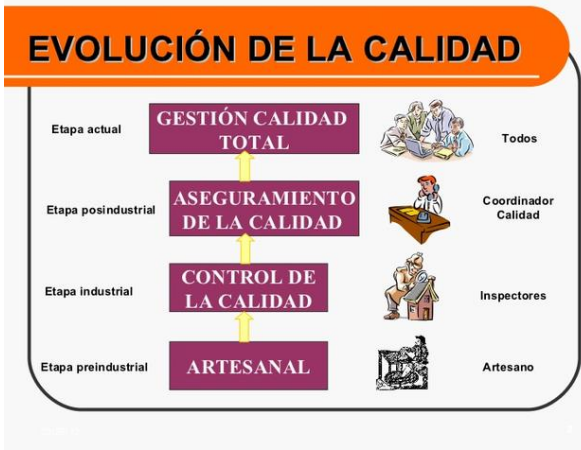 EVOLUCIÓN DE LA CALIDAD
Etapa actual
GESTIÓN CALIDAD
TOTAL
Todos
Etapa posindustrial
ASEGURAMIENTO
DE LA CALIDAD
Coordinador
Calidad
Etapa industrial
CONTROL DE
LA CALIDAD
Inspectores
Etapa preindustrial
ARTESANAL
Artesano